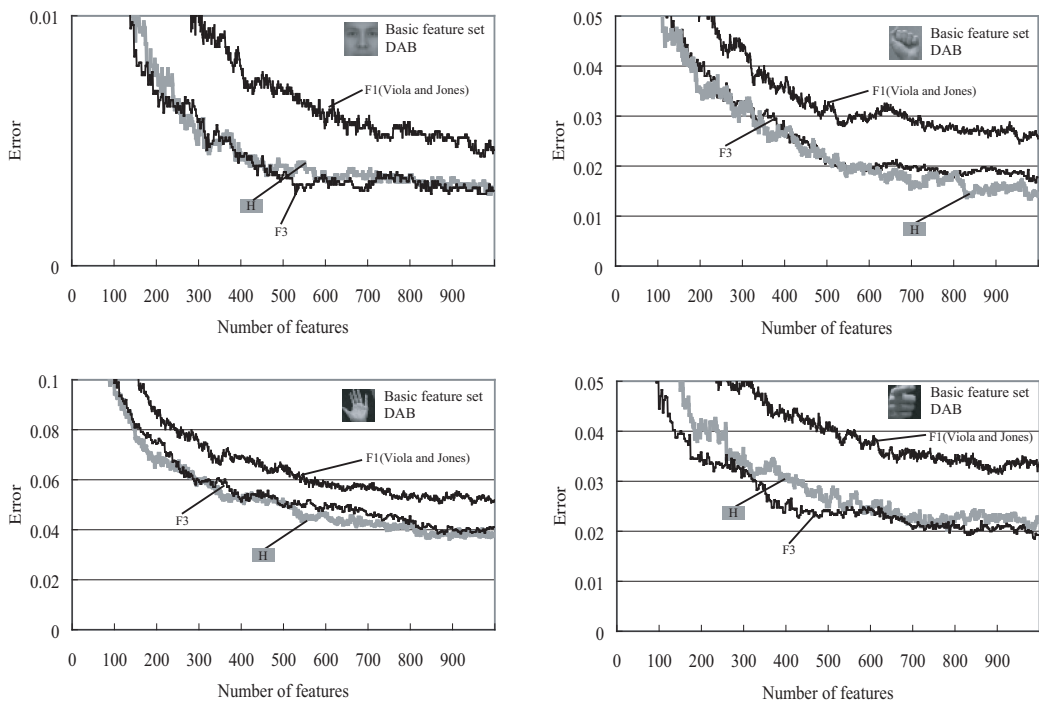 0.01
Basic feature set
DAB
F1(Viola and Jones)
Error
H
F3
0
0 100 200 300 400 500 600 700 800 900
Number of features
0.05
Basic feature set
DAB
0.04
F1(Viola and Jones)
0.03
Error
F3
0.02
0.01
H
0
0 100 200 300 400 500 600 700 800 900
Number of features
0.1
Basic feature set
DAB
0.08
F1(Viola and Jones)
0.06
Error
F3
0.04
H
0.02
0
0 100 200 300 400 500 600 700 800 900
Number of features
0.05
Basic feature set
DAB
0.04
F1(Viola and Jones)
0.03
Error
H
F3
0.02
0.01
0
0 100 200 300 400 500 600 700 800 900
Number of features